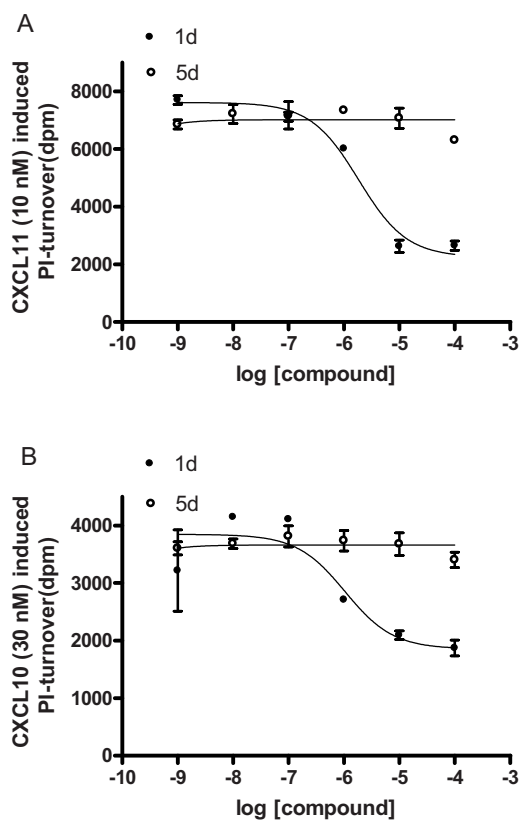 A
1d
5d
CXCL11 (10 nM) induced
PI-turnover(dpm)
8000
6000
4000
2000
0
-10 -9 -8 -7 -6 -5 -4 -3
log [compound]
B
1d
5d
CXCL10 (30 nM) induced
PI-turnover(dpm)
4000
3000
2000
1000
0
-10 -9 -8 -7 -6 -5 -4 -3
log [compound]